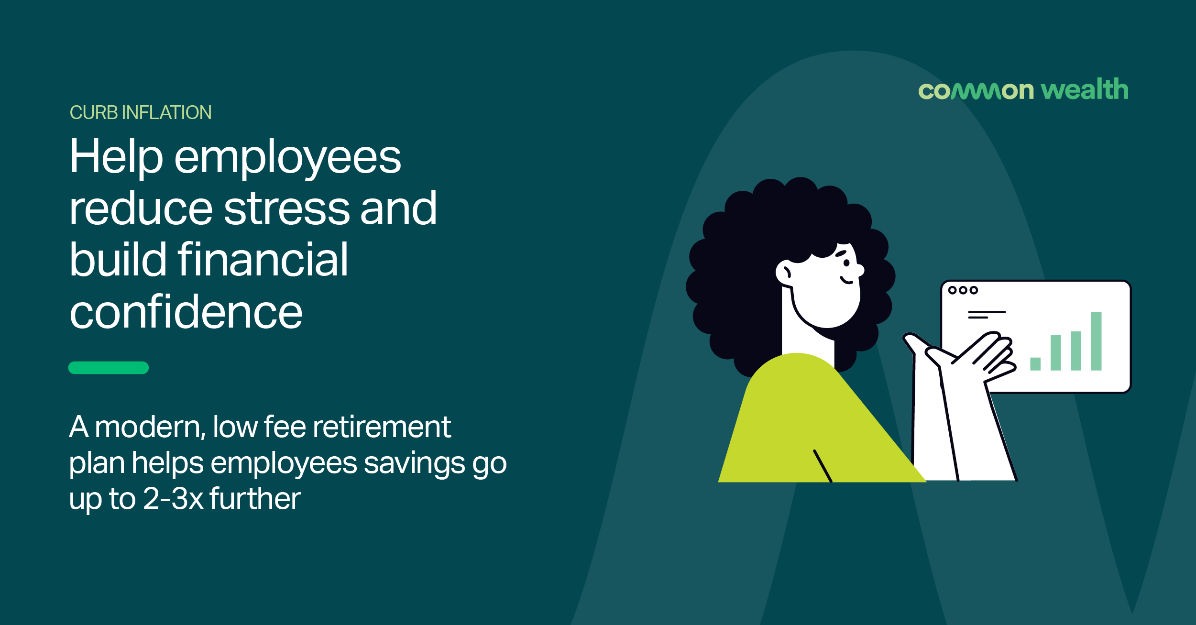 common wealth
CURB INFLATION
Help employees
reduce stress and
build financial
confidence
A modern, low fee retirement
plan helps employees savings go
up to 2-3x further